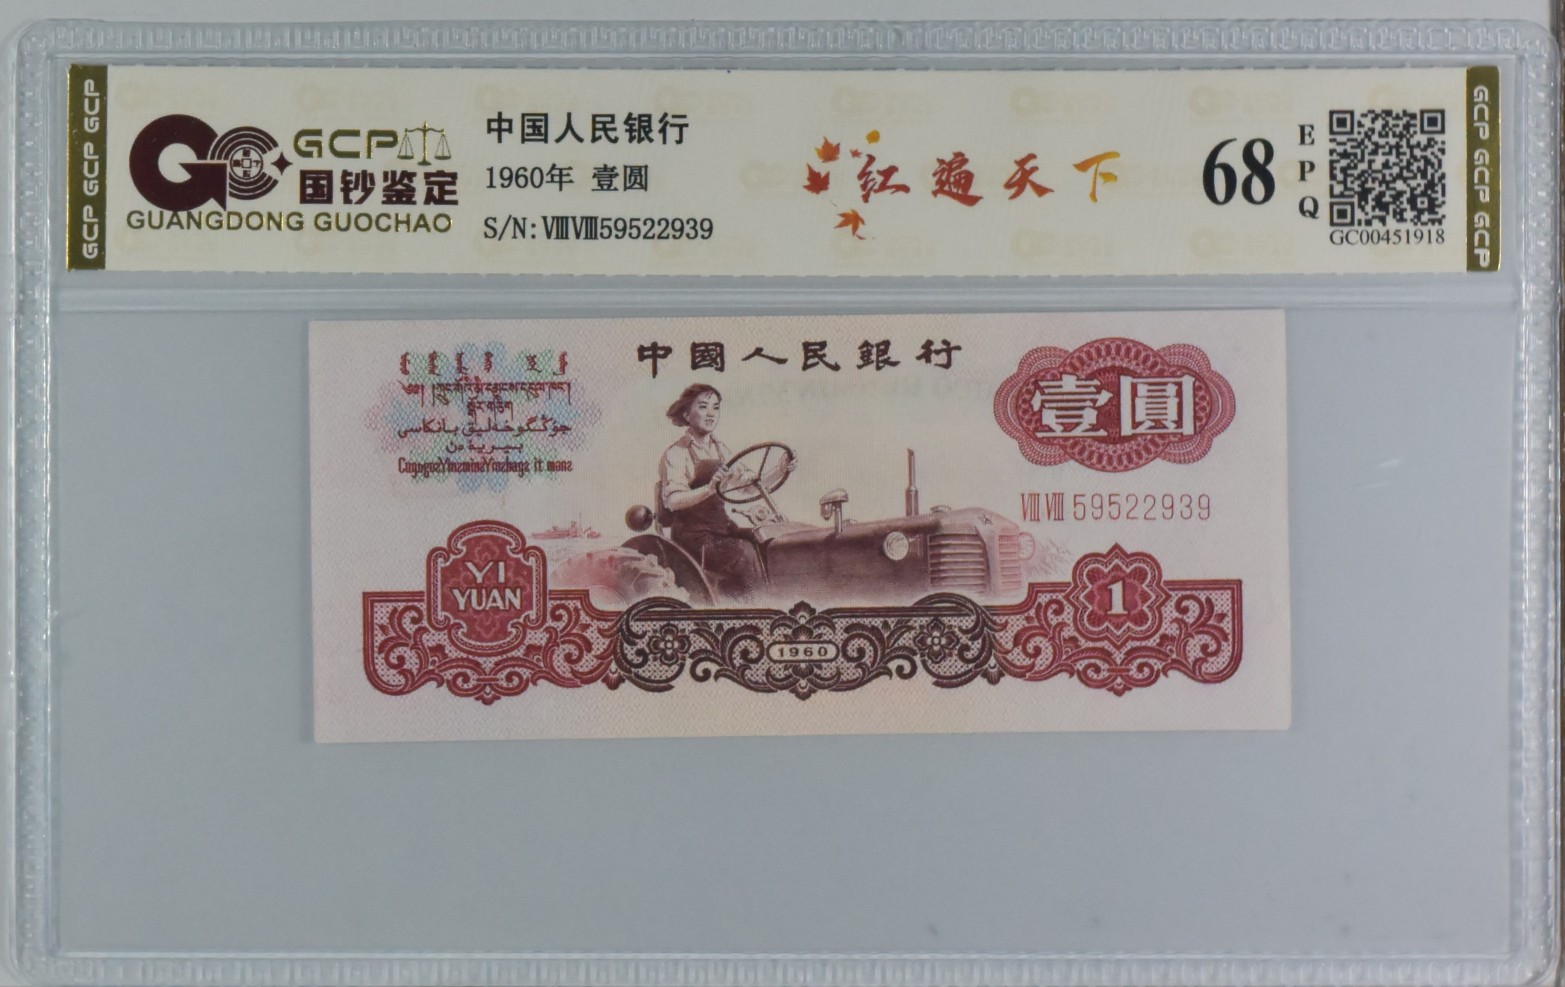 GCP GCP GCP
GCP
国钞鉴定
GUANGDONG GUOCHAO
中国人民银行
1960年 壹圆
S/N:ⅧⅧ59522939
红遍天下
68
EPQ
GC00451918
GCP GCP GCP
中國人民銀行
壹圓
ⅧⅧ59522939
YI
YUAN
1960
1